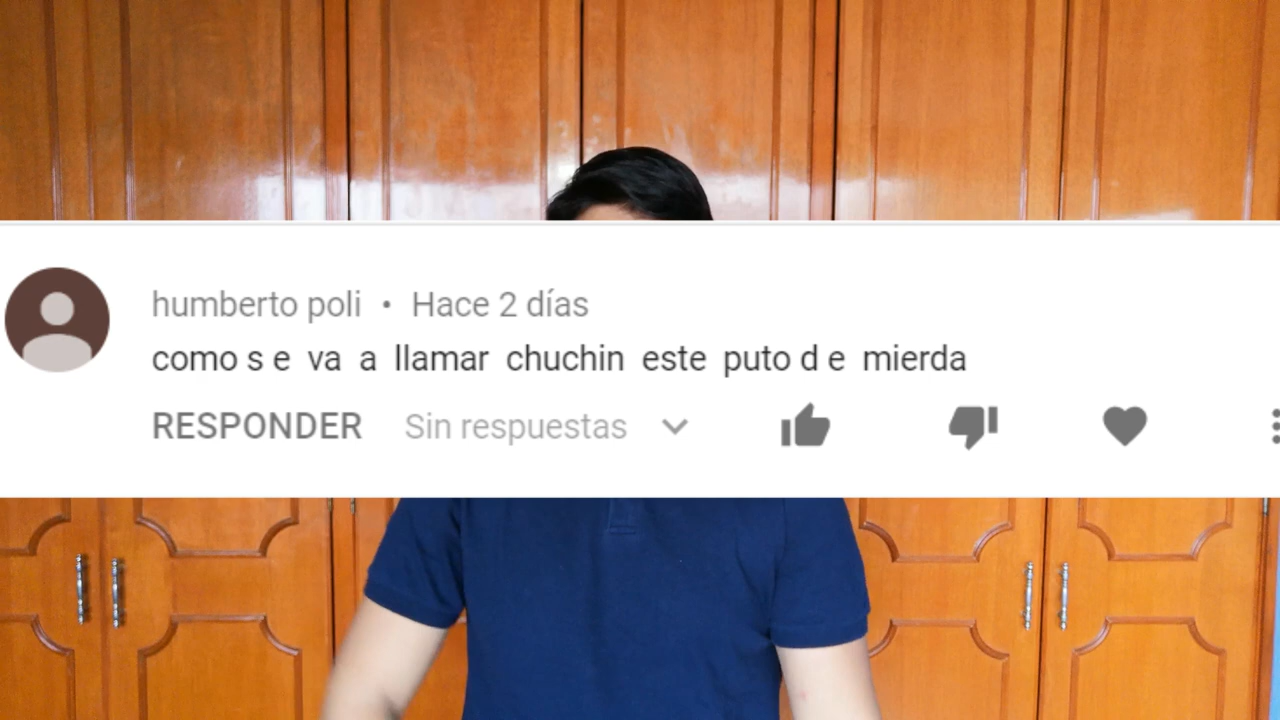 humberto poli • Hace 2 días
como s e va a llamar chuchin este puto d e mierda
RESPONDER Sin respuestas